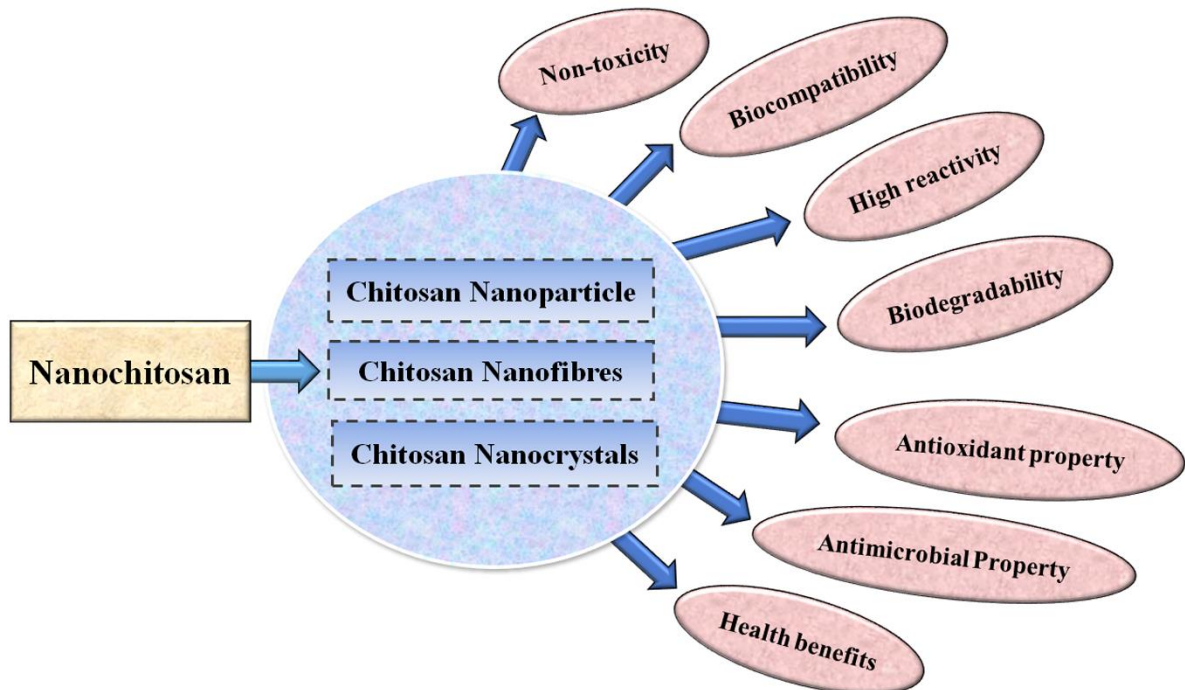 Nanochitosan
Chitosan Nanoparticle
Chitosan Nanofibres
Chitosan Nanocrystals
Non-toxicity
Biocompatibility
High reactivity
Biodegradability
Antioxidant property
Antimicrobial Property
Health benefits